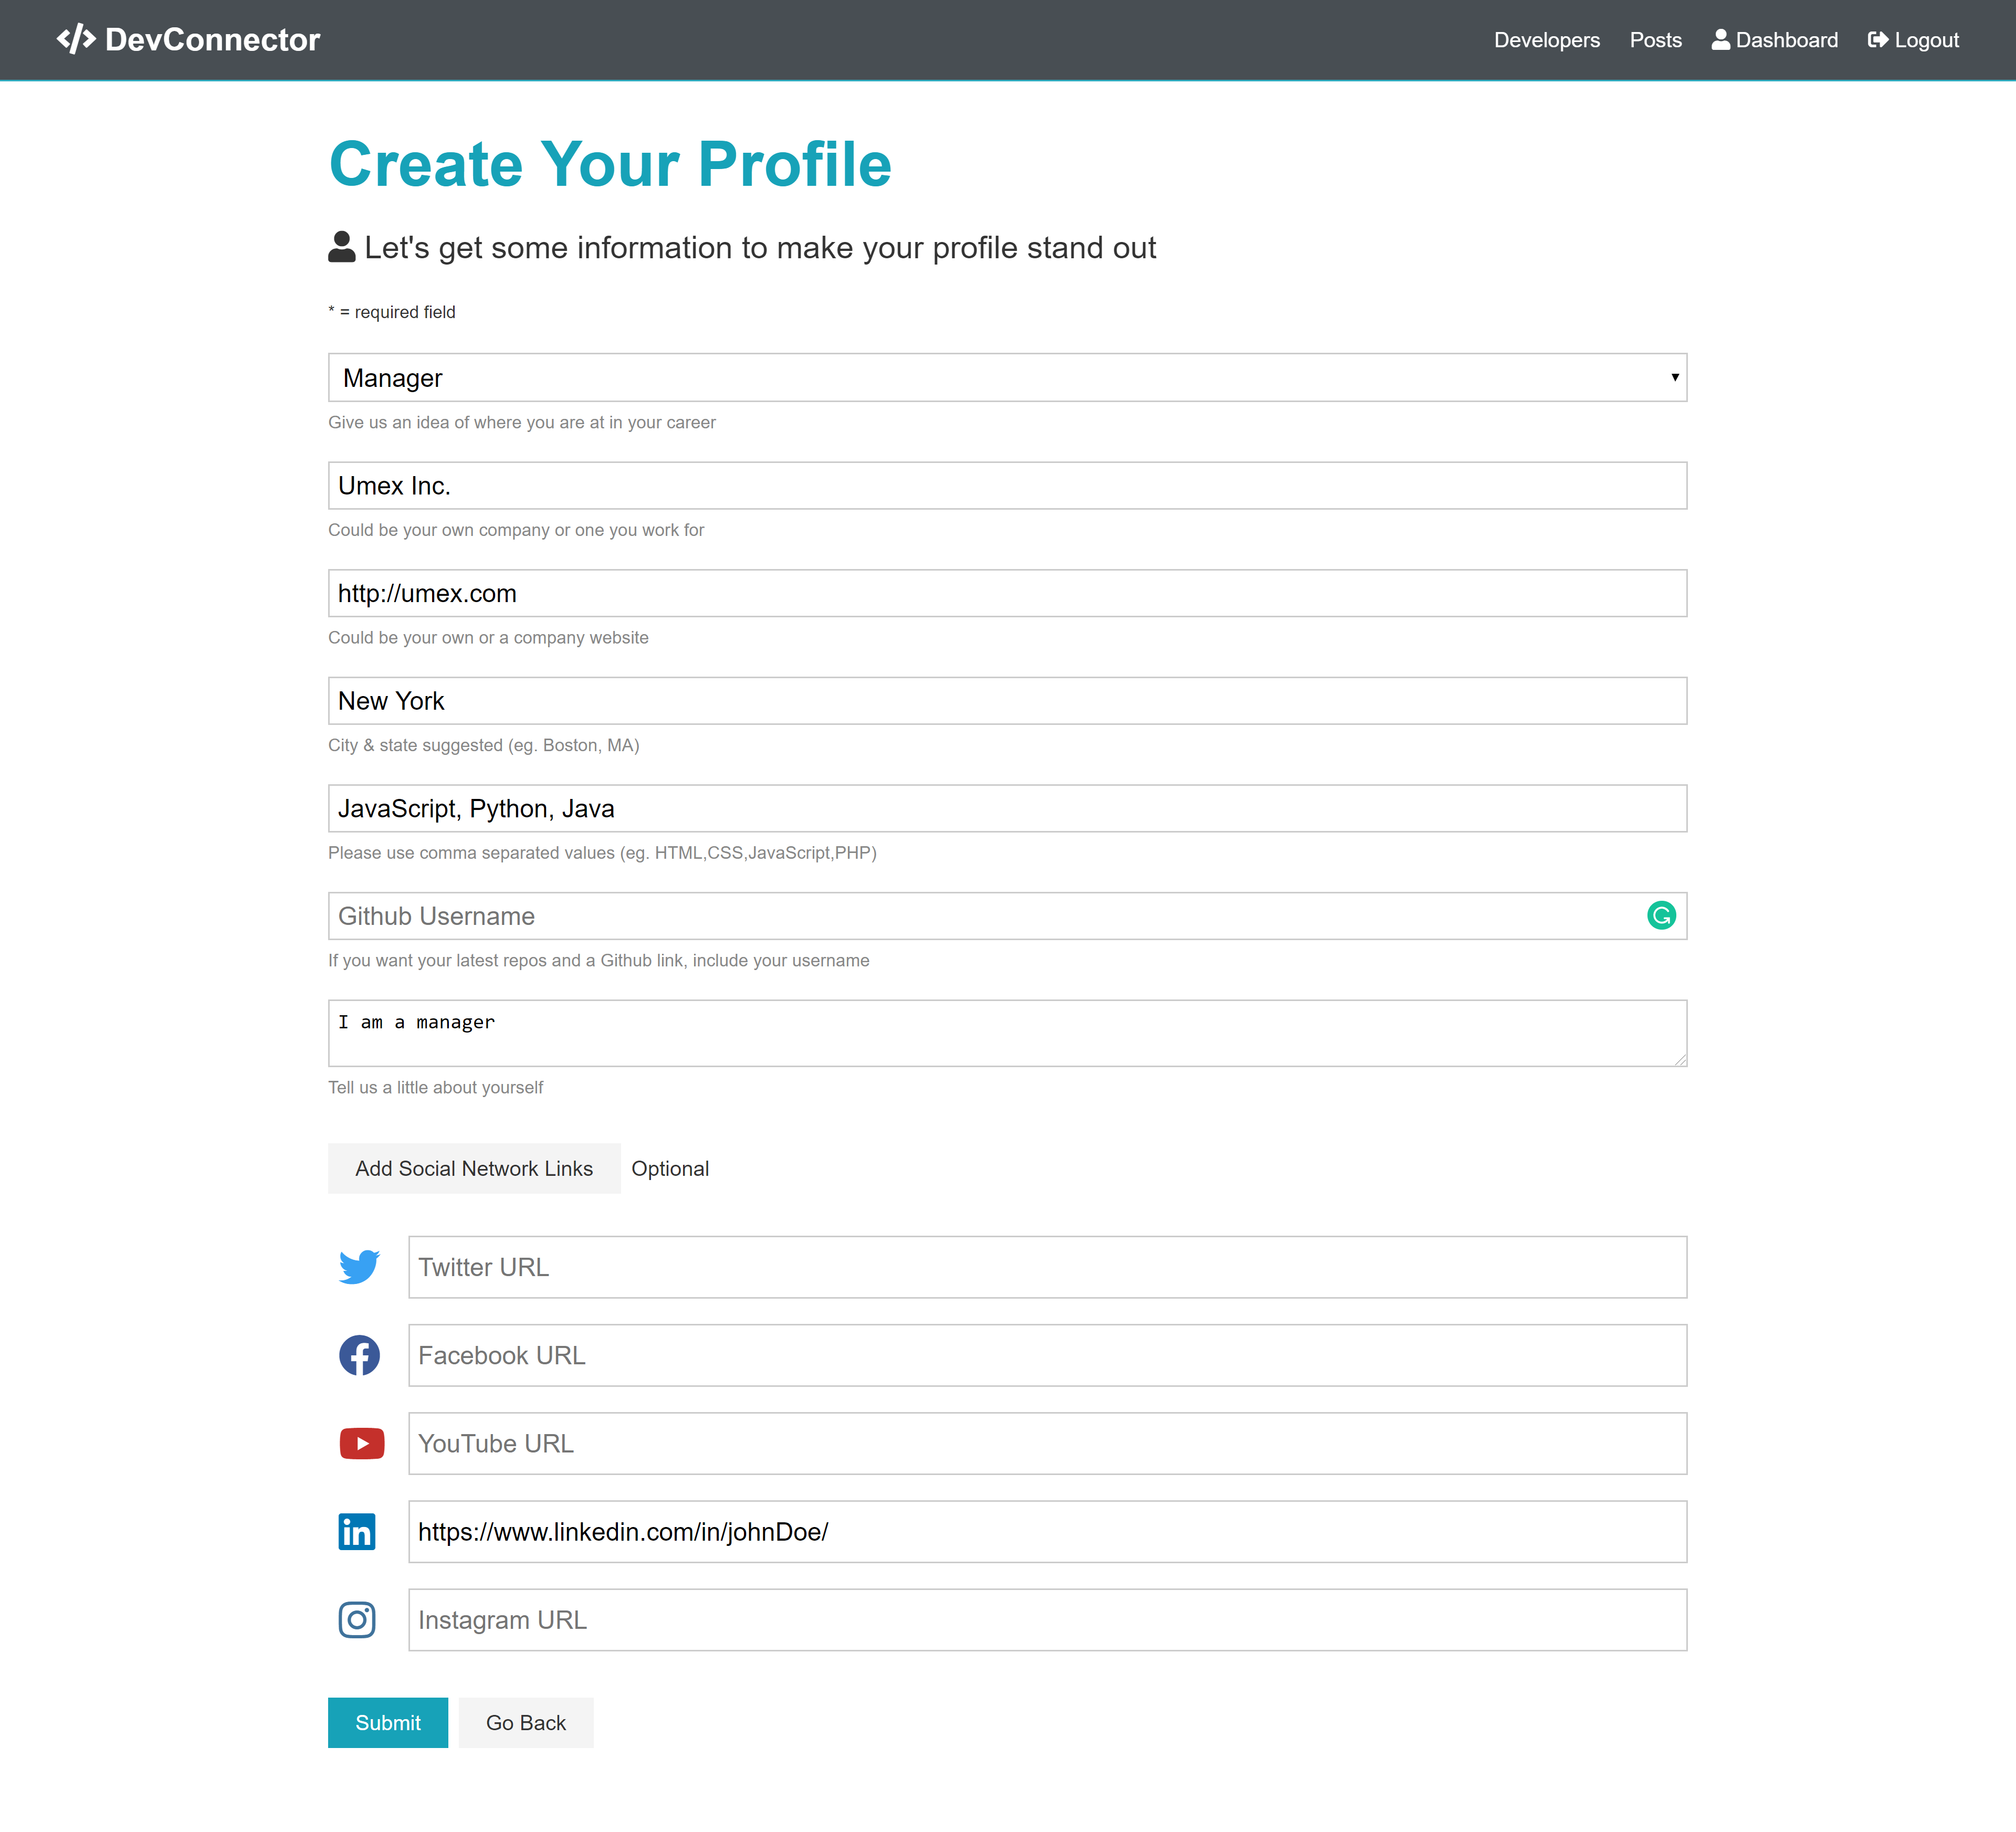 DevConnector
Developers Posts Dashboard Logout
Create Your Profile
Let's get some information to make your profile stand out
* = required field
Manager
Give us an idea of where you are at in your career
Umex Inc.
Could be your own company or one you work for
http://umex.com
Could be your own or a company website
New York
City & state suggested (eg. Boston, MA)
JavaScript, Python, Java
Please use comma separated values (eg. HTML,CSS,JavaScript,PHP)
Github Username
If you want your latest repos and a Github link, include your username
I am a manager
Tell us a little about yourself
Add Social Network Links Optional
Twitter URL
Facebook URL
YouTube URL
https://www.linkedin.com/in/johnDoe/
Instagram URL
Submit Go Back